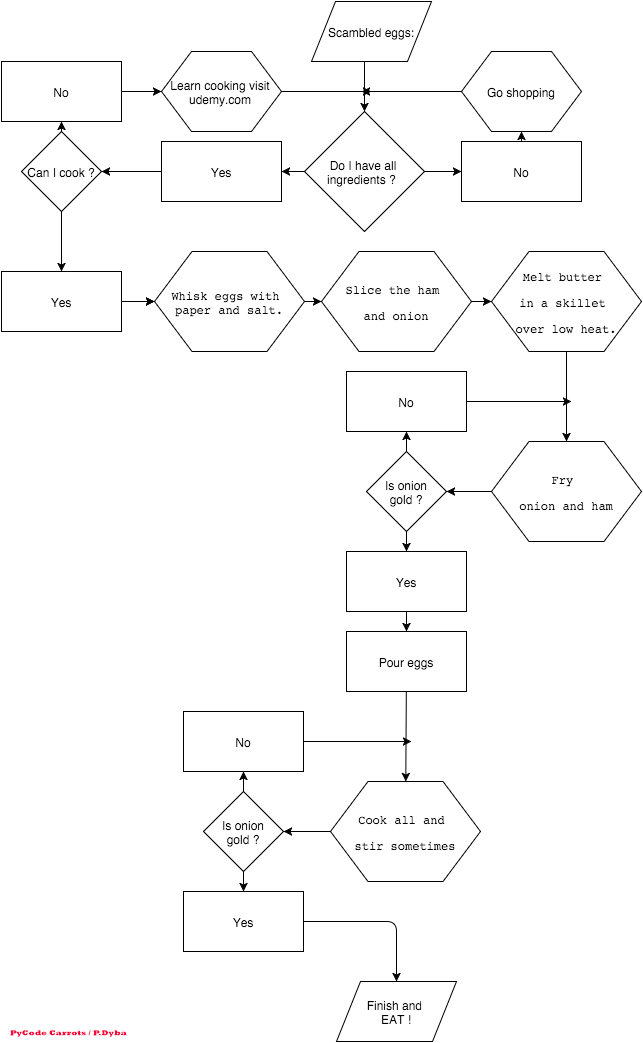 Scambled eggs:
No
Learn cooking visit
udemy.com
Go shopping
Can I cook ?
Yes
Do I have all
ingredients ?
No
Yes
Whisk eggs with
paper and salt.
Slice the ham
and onion
Melt butter
in a skillet
over low heat.
No
Is onion
gold ?
Fry
onion and ham
Yes
Pour eggs
No
Is onion
gold ?
Cook all and
stir sometimes
Yes
Finish and
EAT !
PyCode Carrots / P.Dyba